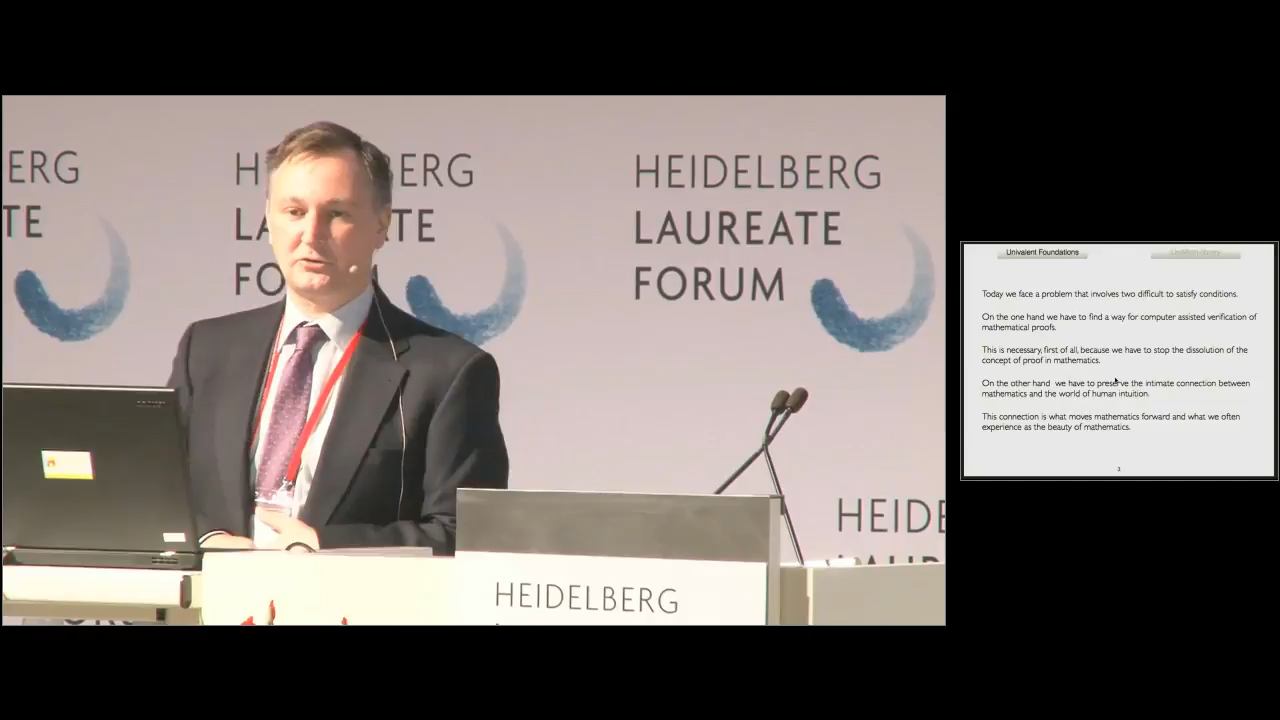 ERG
TE
HEIDELBERG
LAUREATE
FORUM
HEIDELBERG
LAUREATE
FORUM
HEIDE
LAUR
HEIDELBERG
Univalent Foundations
Today we face a problem that involves two difficult to satisfy conditions.
On the one hand we have to find a way for computer assisted verification of
mathematical proofs.
This is necessary, first of all, because we have to stop the dissolution of the
concept of proof in mathematics.
On the other hand we have to preserve the intimate connection between
mathematics and the world of human intuition.
This connection is what moves mathematics forward and what we often
experience as the beauty of mathematics.